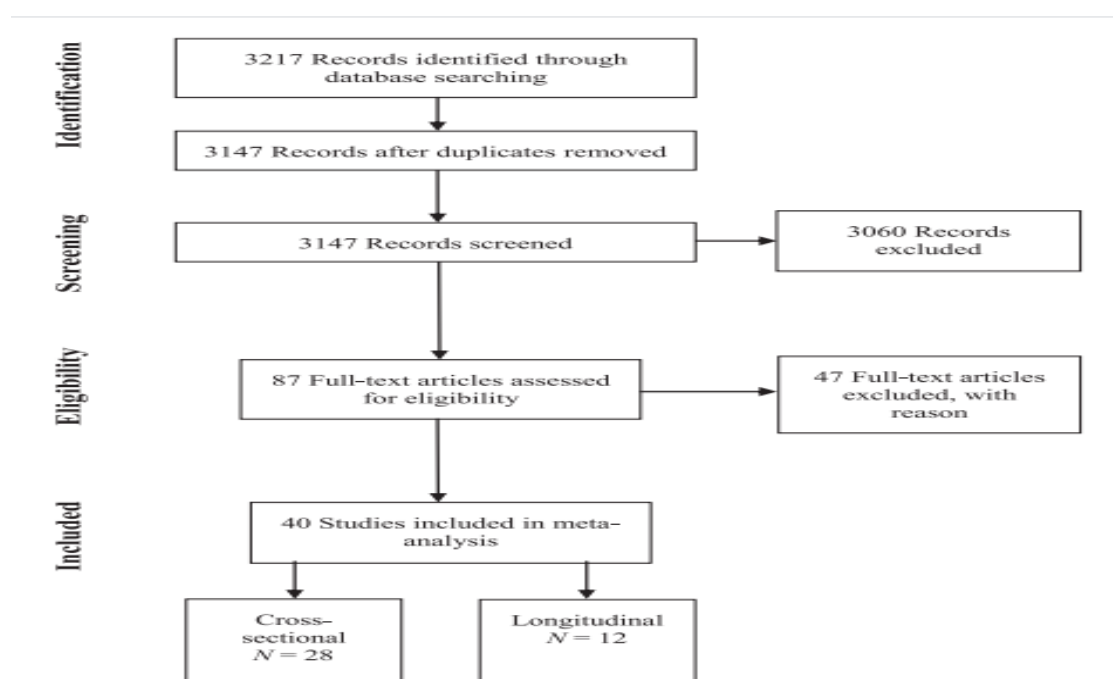 Identification
3217 Records identified through
database searching
3147 Records after duplicates removed
Screening
3147 Records screened
3060 Records
excluded
Eligibility
87 Full-text articles assessed
for eligibility
47 Full-text articles
excluded, with
reason
Included
40 Studies included in meta-
analysis
Cross-
sectional
N = 28
Longitudinal
N = 12